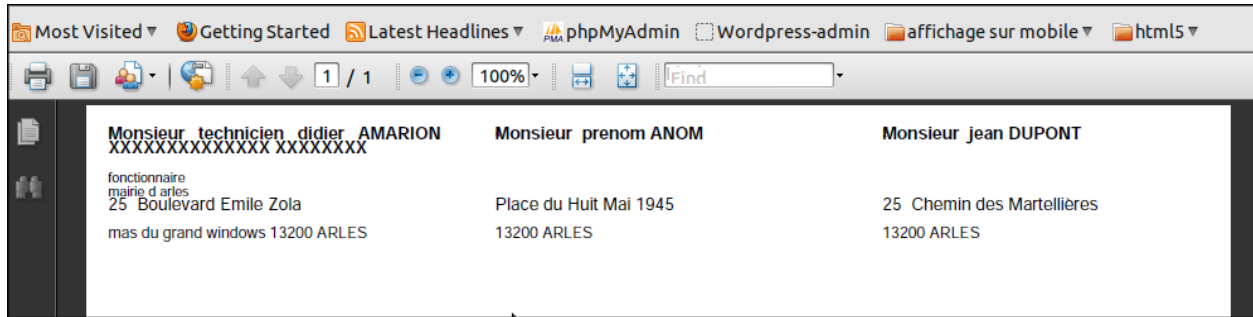 Most Visited Getting Started Latest Headlines phpMyAdmin Wordpress-admin affichage sur mobile html5
1 / 1 100% Find
Monsieur technicien didier AMARION Monsieur prenom ANOM Monsieur jean DUPONT
XXXXXXXXXXXXXX XXXXXXXX
fonctionnaire
mairie d arles
25 Boulevard Emile Zola Place du Huit Mai 1945 25 Chemin des Martellières
mas du grand windows 13200 ARLES 13200 ARLES 13200 ARLES